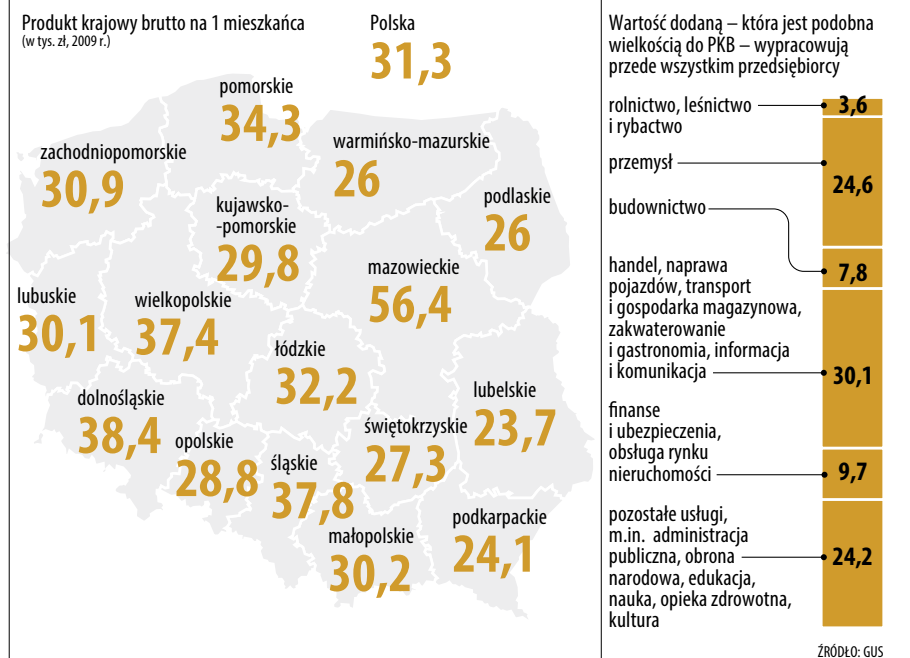 Produkt krajowy brutto na 1 mieszkańca
(w tys. zł, 2009 r.)
Polska
31,3
pomorskie
34,3
zachodniopomorskie
30,9
warmińsko-mazurskie
26
podlaskie
26
kujawsko-
-pomorskie
29,8
mazowieckie
56,4
lubuskie
30,1
wielkopolskie
37,4
łódzkie
32,2
dolnośląskie
38,4
opolskie
28,8
śląskie
37,8
świętokrzyskie
27,3
lubelskie
23,7
małopolskie
30,2
podkarpackie
24,1
Wartość dodaną – która jest podobna
wielkością do PKB – wypracowują
przede wszystkim przedsiębiorcy
rolnictwo, leśnictwo
i rybactwo
3,6
przemysł
24,6
budownictwo
7,8
handel, naprawa
pojazdów, transport
i gospodarka magazynowa,
zakwaterowanie
i gastronomia, informacja
i komunikacja
30,1
finanse
i ubezpieczenia,
obsługa rynku
nieruchomości
9,7
pozostałe usługi,
m.in. administracja
publiczna, obrona
narodowa, edukacja,
nauka, opieka zdrowotna,
kultura
24,2
ŹRÓDŁO: GUS